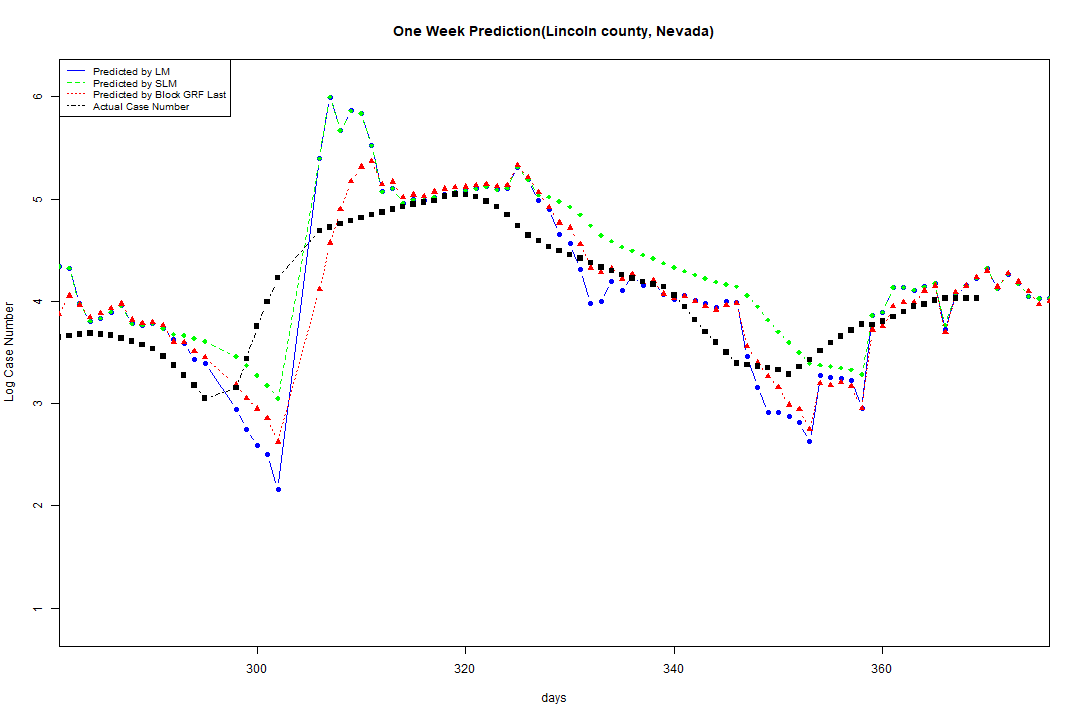 One Week Prediction(Lincoln county, Nevada)
Predicted by LM
Predicted by SLM
Predicted by Block GRF Last
Actual Case Number
Log Case Number
6
5
4
3
2
1
300 320 340 360
days